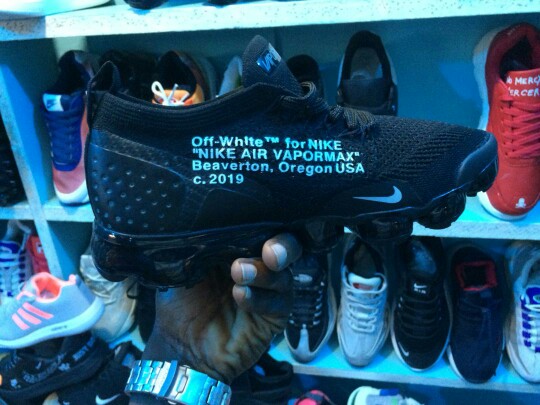 Off-White™ for NIKE
"NIKE AIR VAPORMAX"
Beaverton, Oregon USA
c. 2019